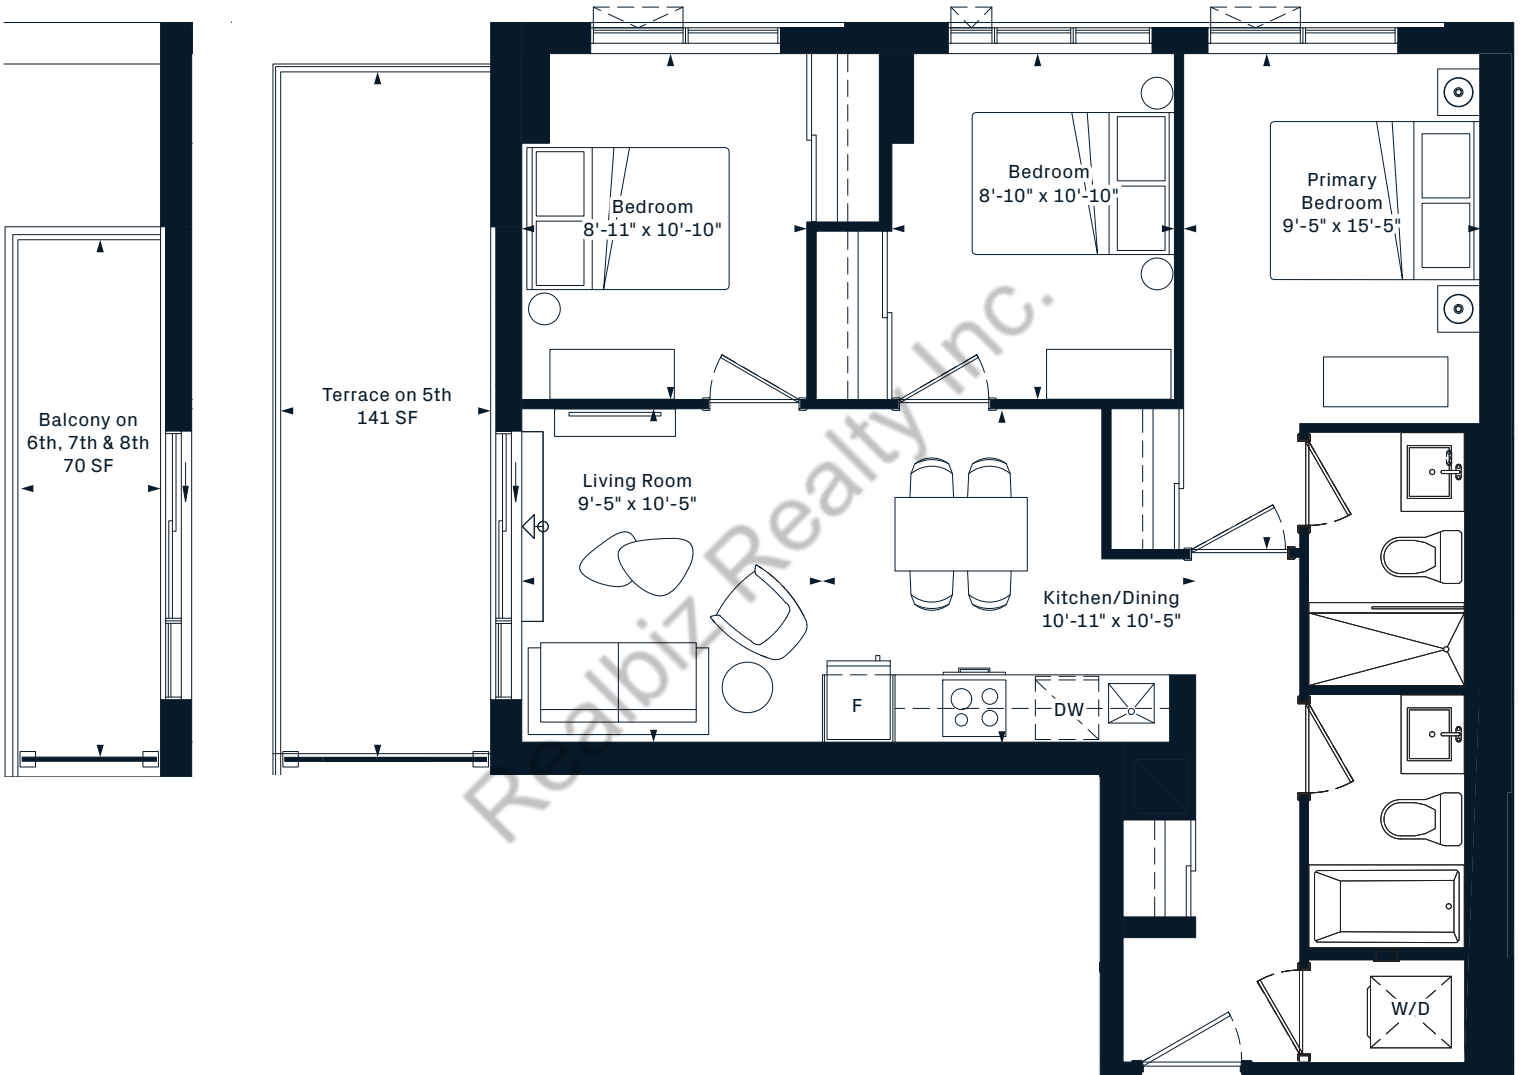 Bedroom
8'-11" x 10'-10"
Bedroom
8'-10" x 10'-10"
Primary
Bedroom
9'-5" x 15'-5"
Balcony on
6th, 7th & 8th
70 SF
Terrace on 5th
141 SF
Living Room
9'-5" x 10'-5"
Kitchen/Dining
10'-11" x 10'-5"
F
DW
W/D
Realbiz Realty Inc.